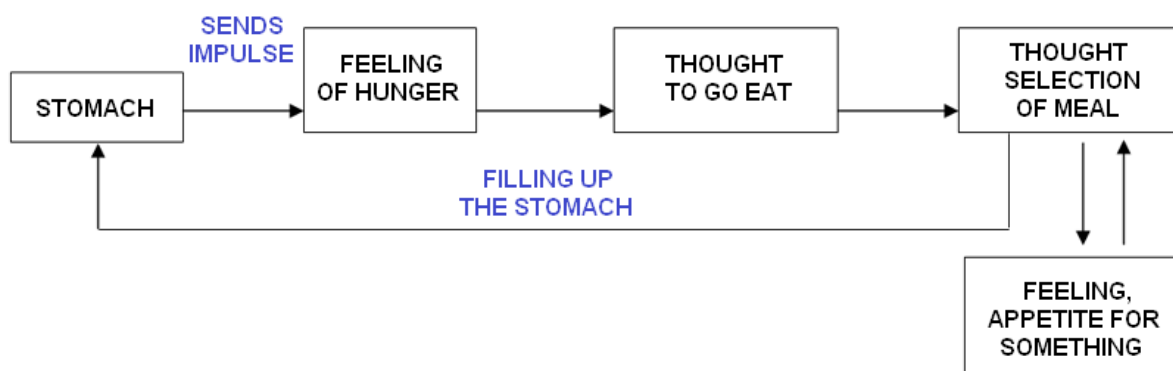 SENDS
IMPULSE
STOMACH
FEELING
OF HUNGER
THOUGHT
TO GO EAT
THOUGHT
SELECTION
OF MEAL
FILLING UP
THE STOMACH
FEELING,
APPETITE FOR
SOMETHING